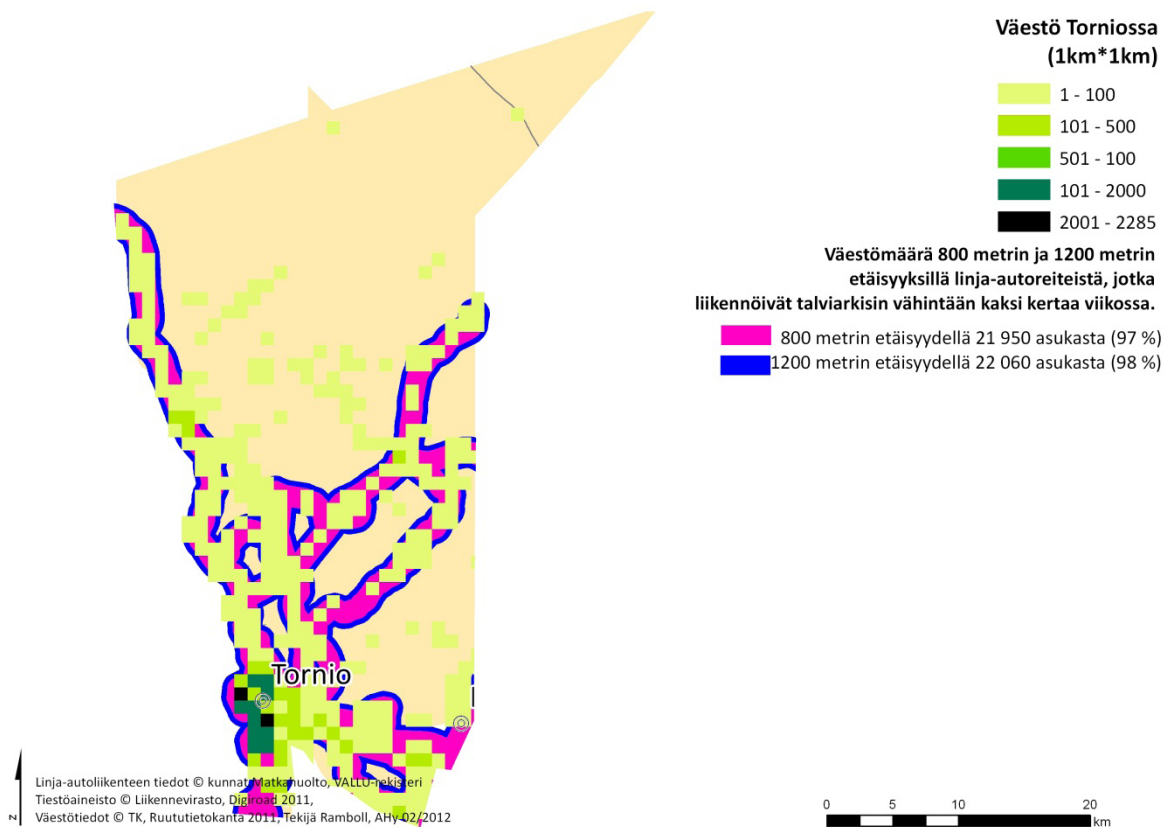 Väestö Torniossa
(1km*1km)
1 - 100
101 - 500
501 - 100
101 - 2000
2001 - 2285
Väestömäärä 800 metrin ja 1200 metrin
etäisyyksillä linja-autoreiteistä, jotka
liikennöivät talviarkisin vähintään kaksi kertaa viikossa.
800 metrin etäisyydellä 21 950 asukasta (97 %)
1200 metrin etäisyydellä 22 060 asukasta (98 %)
Tornio
Linja-autoliikenteen tiedot © kunnat Matkahuolto, VALLU-rekisteri
Tiestöaineisto © Liikennevirasto, Digiroad 2011,
Väestötiedot © TK, Ruututietokanta 2011, Tekijä Ramboll, AHy 02/2012
z
0 5 10 20
km